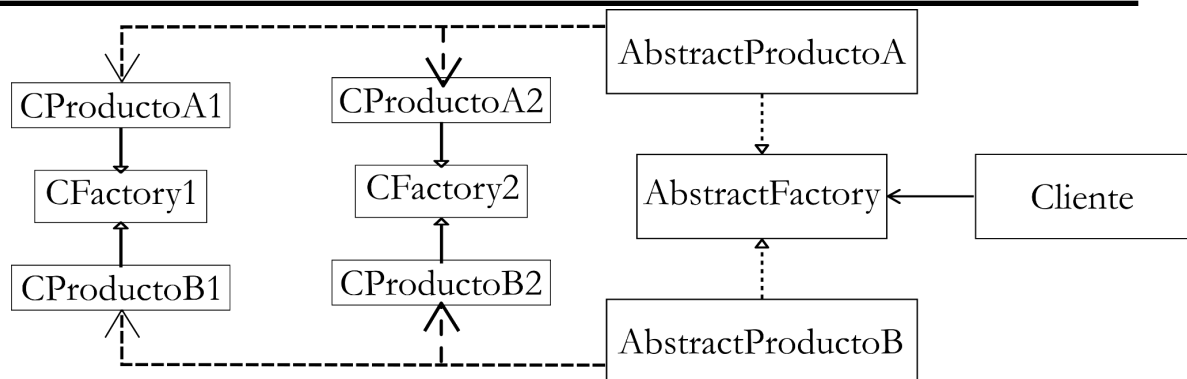 AbstractProductoA
CProductoA1
CProductoA2
CFactory1
CFactory2
AbstractFactory
Cliente
CProductoB1
CProductoB2
AbstractProductoB